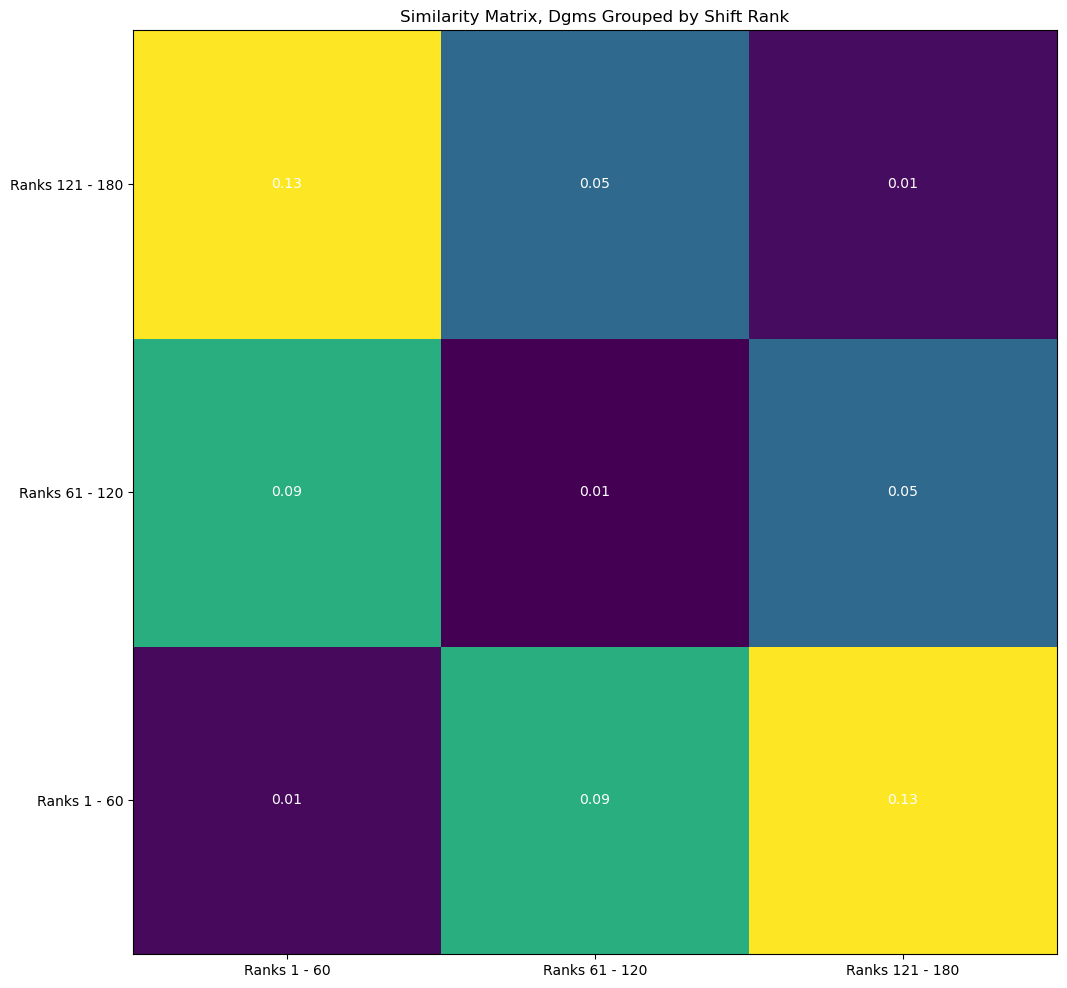 Similarity Matrix, Dgms Grouped by Shift Rank
Ranks 121 - 180
0.13
0.05
0.01
Ranks 61 - 120
0.09
0.01
0.05
Ranks 1 - 60
0.01
0.09
0.13
Ranks 1 - 60
Ranks 61 - 120
Ranks 121 - 180